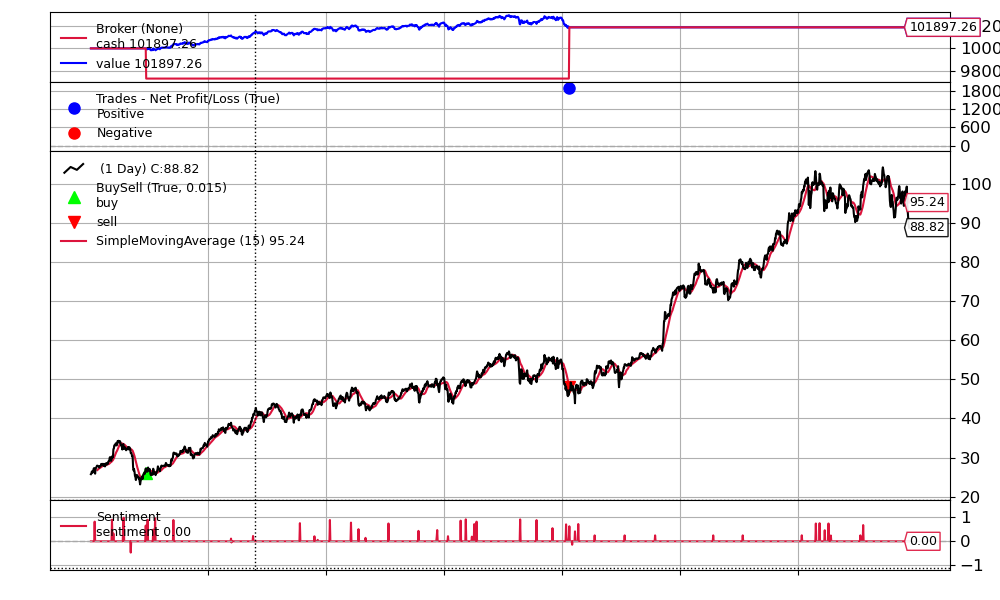 Broker (None)
cash 101897.26
value 101897.26
101897.26
1000
9800
Trades - Net Profit/Loss (True)
Positive
Negative
1800
1200
600
0
(1 Day) C:88.82
BuySell (True, 0.015)
buy
sell
SimpleMovingAverage (15) 95.24
100
95.24
90
88.82
80
70
60
50
40
30
20
Sentiment
sentiment 0.00
1
0.00
0
−1